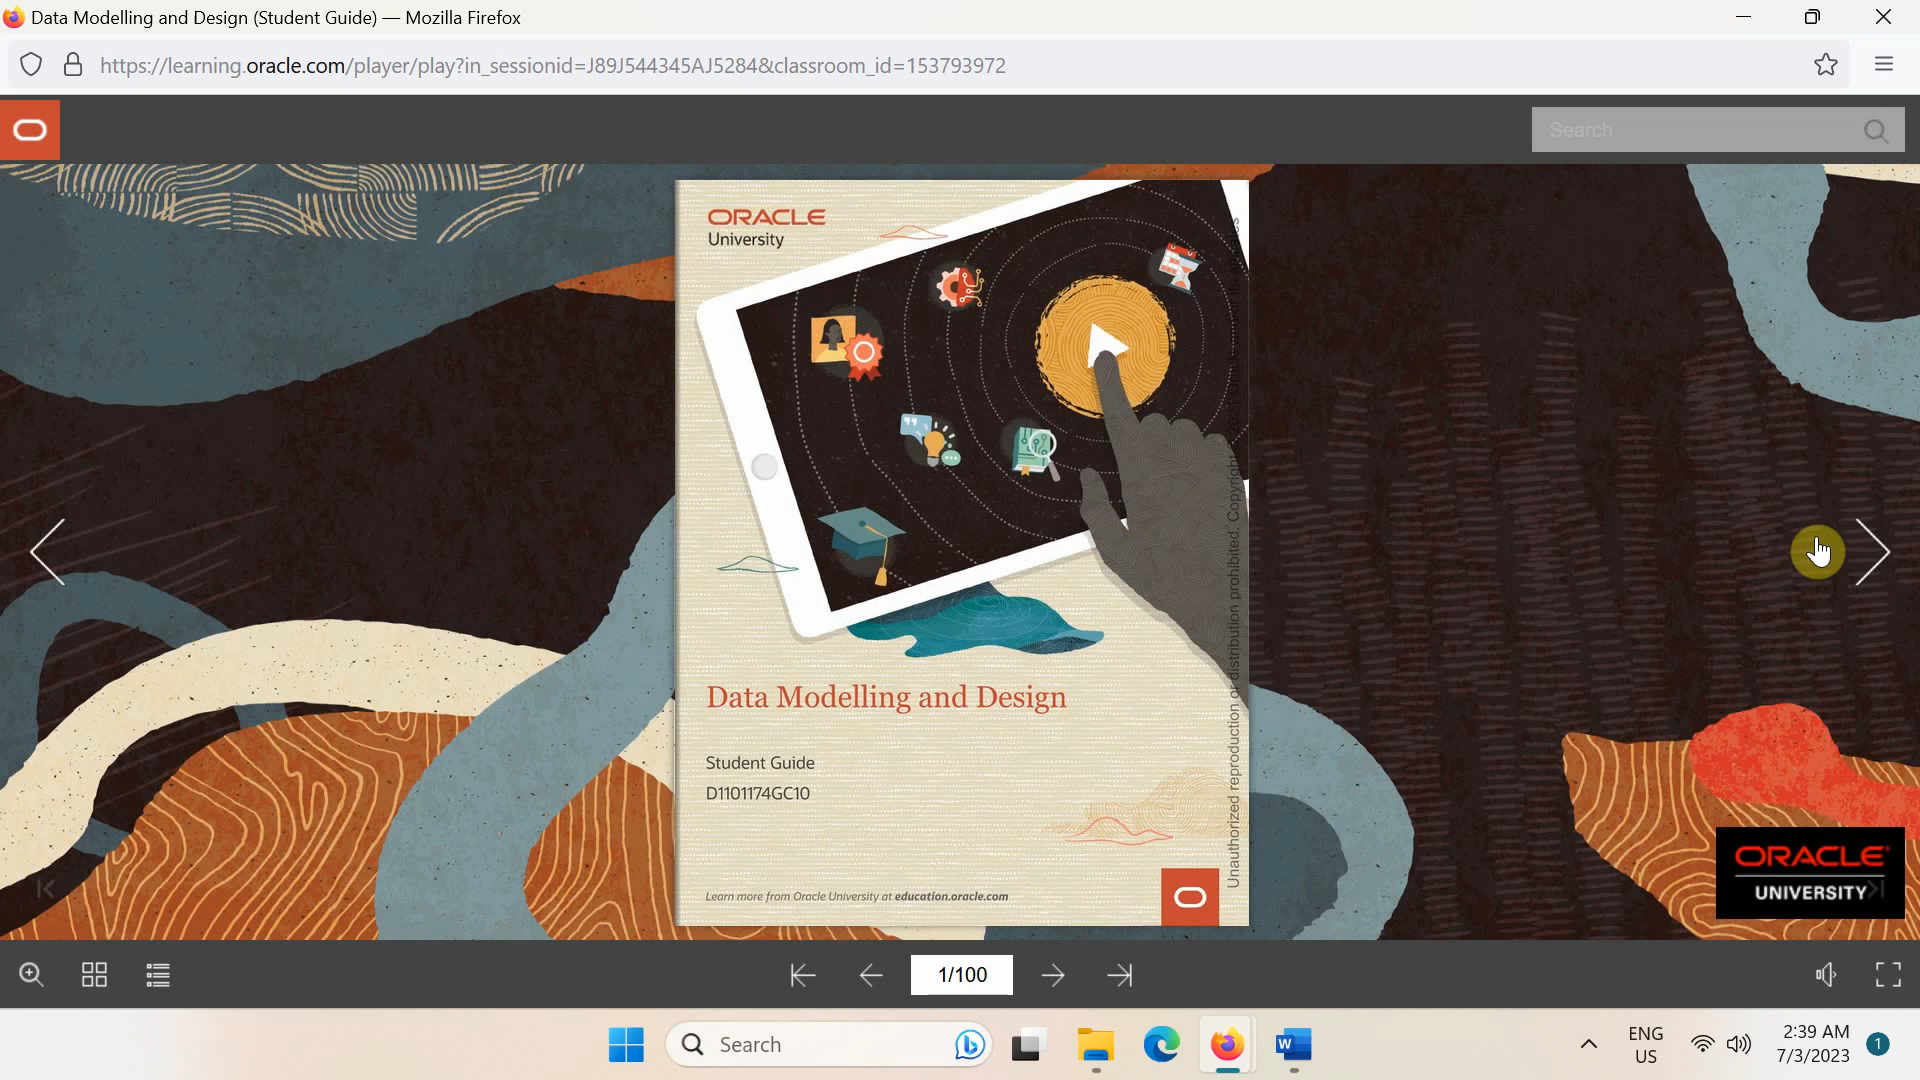 Data Modelling and Design (Student Guide) — Mozilla Firefox
https://learning.oracle.com/player/play?in_sessionid=J89J544345AJ5284&classroom_id=153793972
Search
ORACLE
University
Data Modelling and Design
Student Guide
D1101174GC10
Learn more from Oracle University at education.oracle.com
Unauthorized reproduction or distribution prohibited. Copyright
ORACLE
UNIVERSITY
1/100
Search
W
ENG
US
2:39 AM
7/3/2023
1